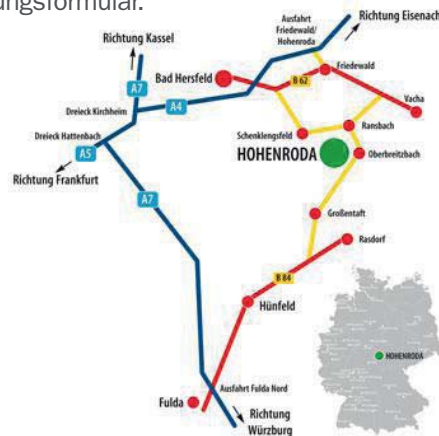 ungsformular.
Ausfahrt
Friedewald/
Hohenroda
Richtung Eisenach
Richtung Kassel
Bad Hersfeld
Friedewald
B 62
A7
A4
Vacha
Dreieck Kirchheim
Ransbach
Schenklengsfeld
Dreieck Hattenbach
HOHENRODA
Oberbreitzbach
A5
Richtung Frankfurt
A7
Großentaft
Rasdorf
B 84
Hünfeld
HOHENRODA
Ausfahrt Fulda Nord
Fulda
Richtung
Würzburg